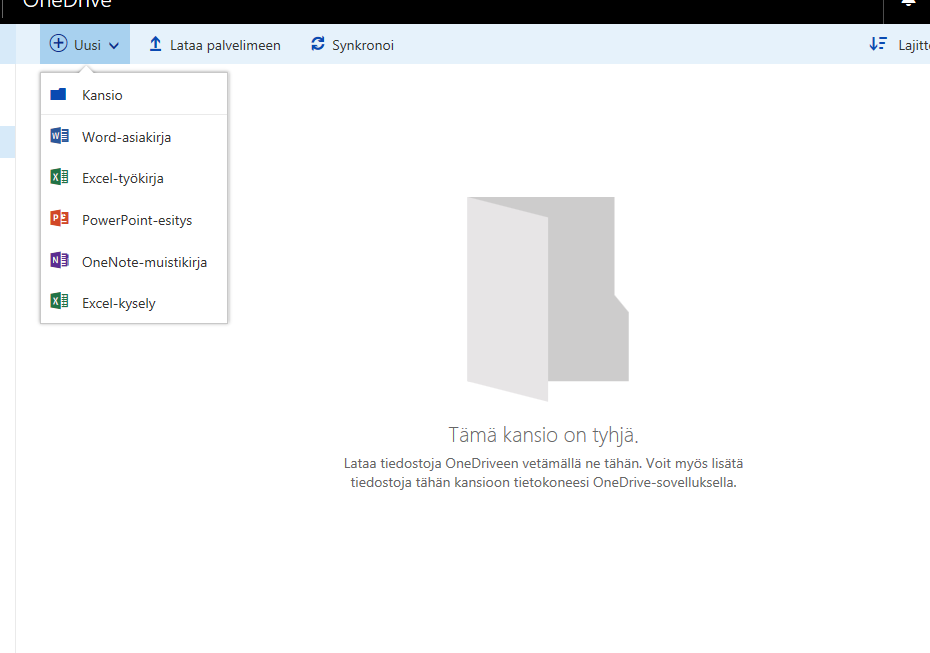 OneDrive
Uusi
Lataa palvelimeen
Synkronoi
Kansio
Word-asiakirja
Excel-työkirja
PowerPoint-esitys
OneNote-muistikirja
Excel-kysely
Tämä kansio on tyhjä.
Lataa tiedostoja OneDriveen vetämällä ne tähän. Voit myös lisätä
tiedostoja tähän kansioon tietokoneesi OneDrive-sovelluksella.